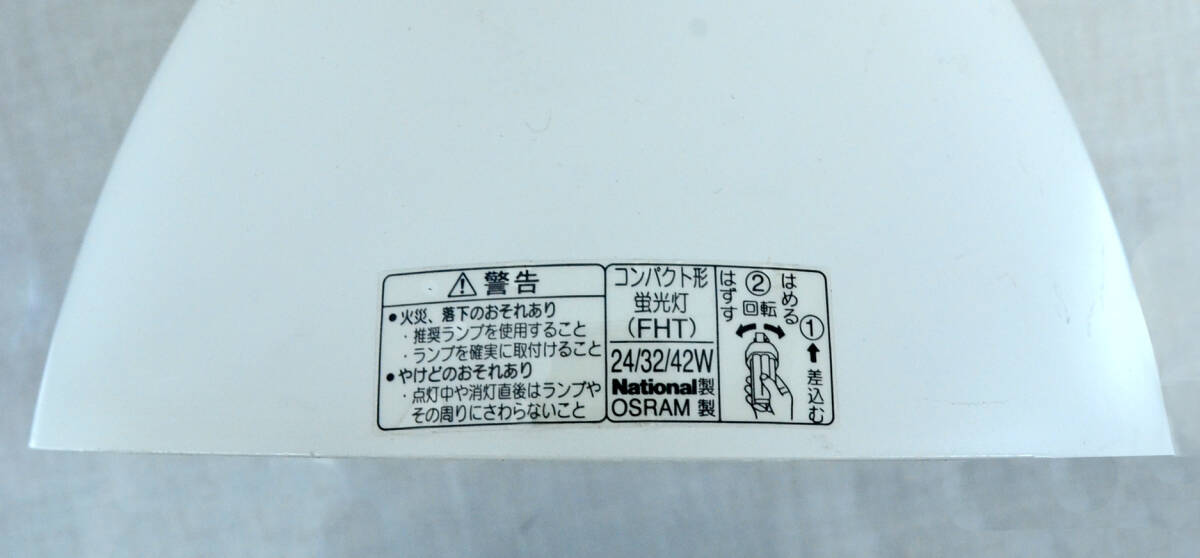 警告
●火災、落下のおそれあり
・推奨ランプを使用すること
・ランプを確実に取付けること
●やけどのおそれあり
・点灯中や消灯直後はランプや
その周りにさわらないこと
コンパクト形
蛍光灯
(FHT)
24/32/42W
National製
OSRAM製
はずす
②
回転
はめる
①
差込む